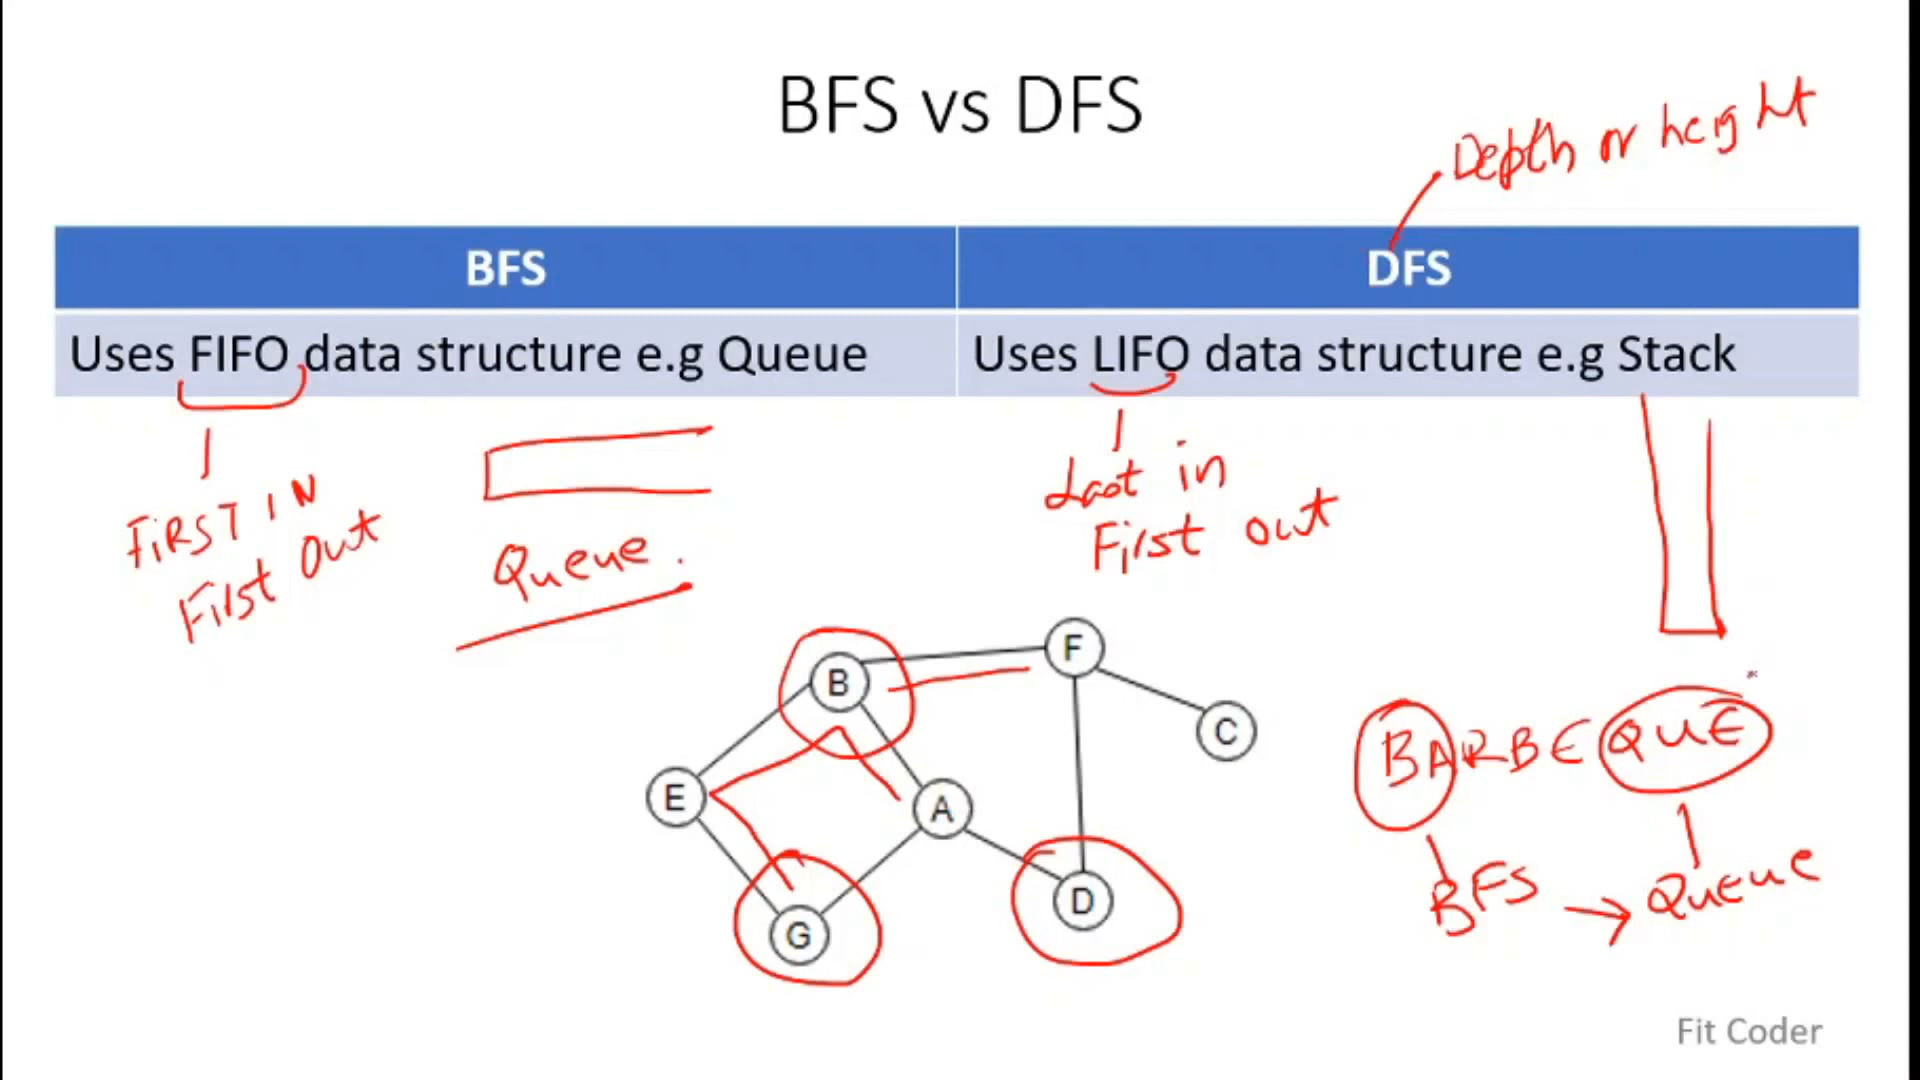 BFS vs DFS
Depth or height
BFS
DFS
Uses FIFO data structure e.g Queue
Uses LIFO data structure e.g Stack
FiRST IN
First Out
Queue.
Last in
First out
B
F
C
E
A
D
G
BARBEQUE
BFS → Queue
Fit Coder